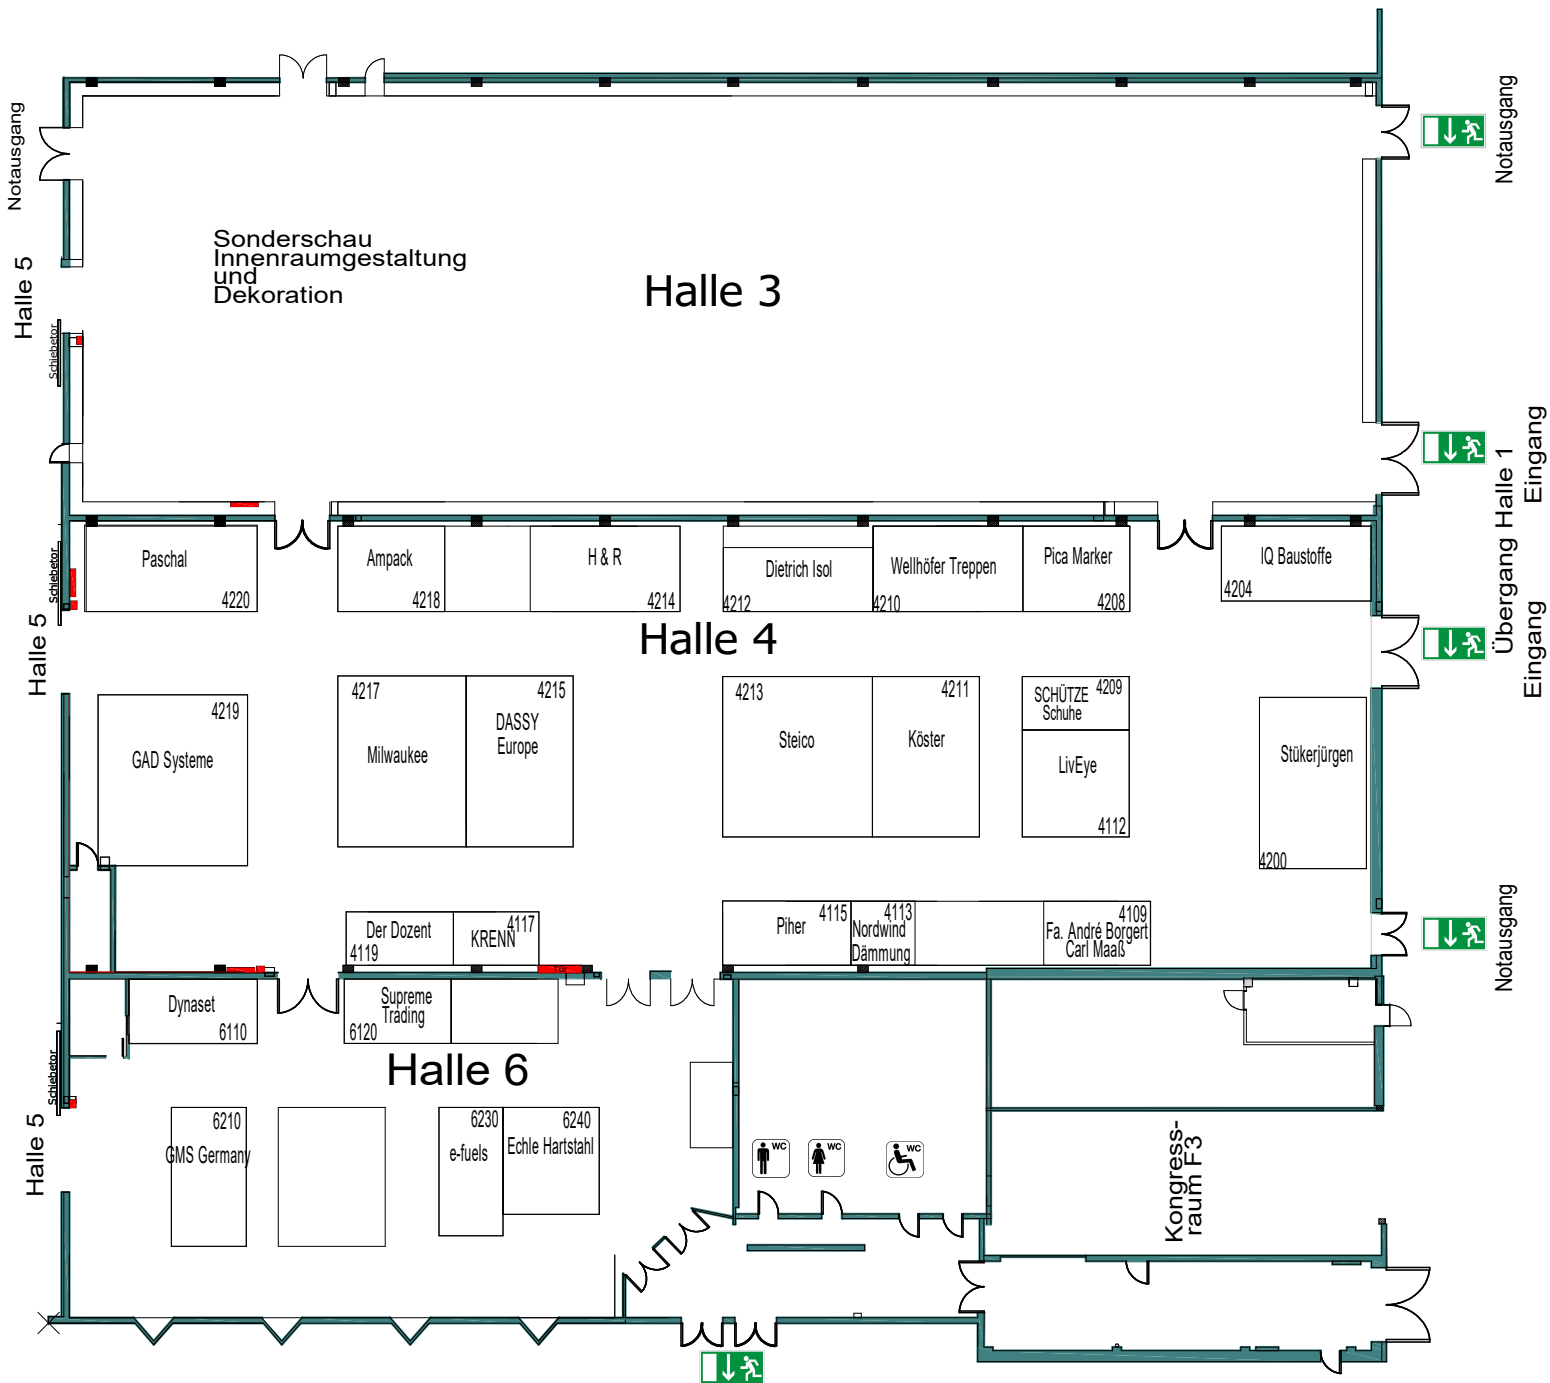 Notausgang
Notausgang
Sonderschau
Innenraumgestaltung
und
Dekoration
Halle 3
Halle 5
Schiebetor
Eingang
Übergang Halle 1
Eingang
Schiebetor
Halle 5
Paschal
4220
Ampack
4218
H & R
4214
Dietrich Isol
4212
Wellhöfer Treppen
4210
Pica Marker
4208
IQ Baustoffe
4204
Halle 4
4219
GAD Systeme
4217
Milwaukee
4215
DASSY
Europe
4213
Steico
4211
Köster
SCHÜTZE
Schuhe
4209
LivEye
4112
Stükerjürgen
4200
Der Dozent
4119
4117
KRENN
4115
Piher
4113
Nordwind
Dämmung
4109
Fa. André Borgert
Carl Maaß
Notausgang
Dynaset
6110
Supreme
Trading
6120
Halle 6
Schiebetor
Halle 5
6210
GMS Germany
6230
e-fuels
6240
Echle Hartstahl
WC
WC
WC
Kongress-
raum F3